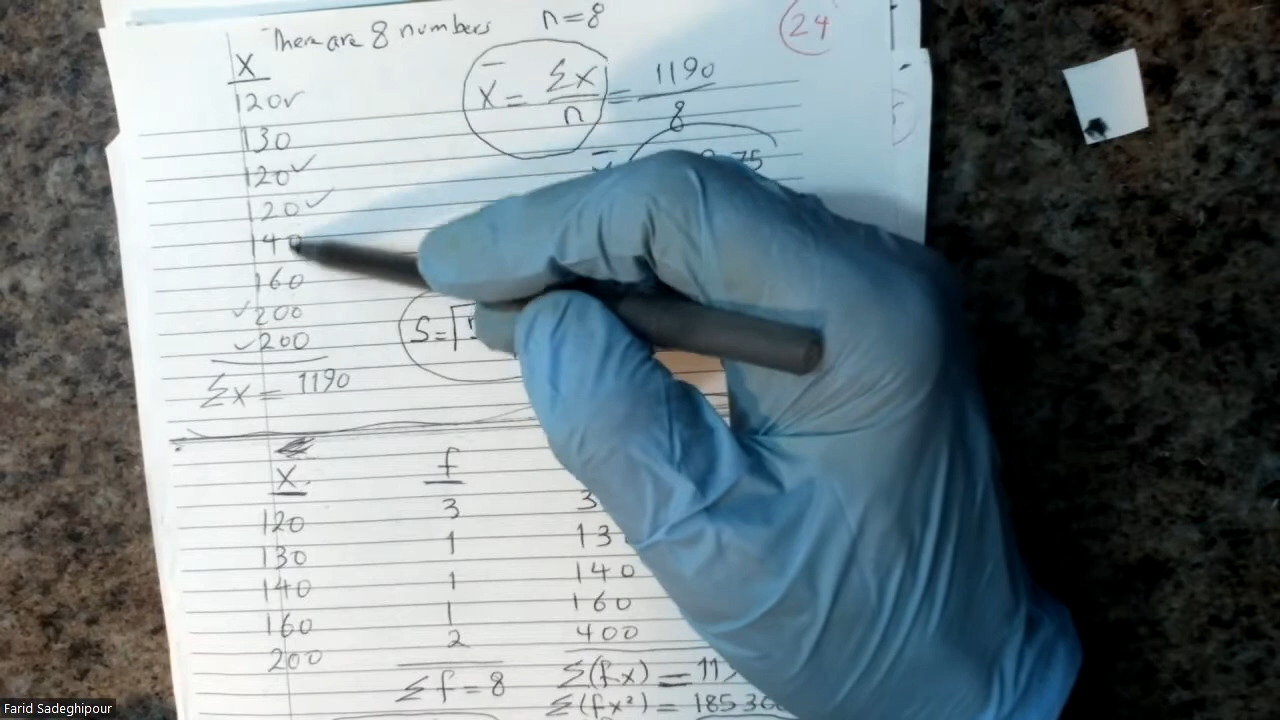 There are 8 numbers n=8
24
X
120✓
130
120✓
120✓
140
160
✓200
✓200
Σx = 1190
X̄ = Σx/n = 1190/8
75
S=√
X f
120 3 3
130 1 13
140 1 140
160 1 160
200 2 400
Σf=8 Σ(fx) = 11
Σ(fx²) = 18536
Farid Sadeghipour